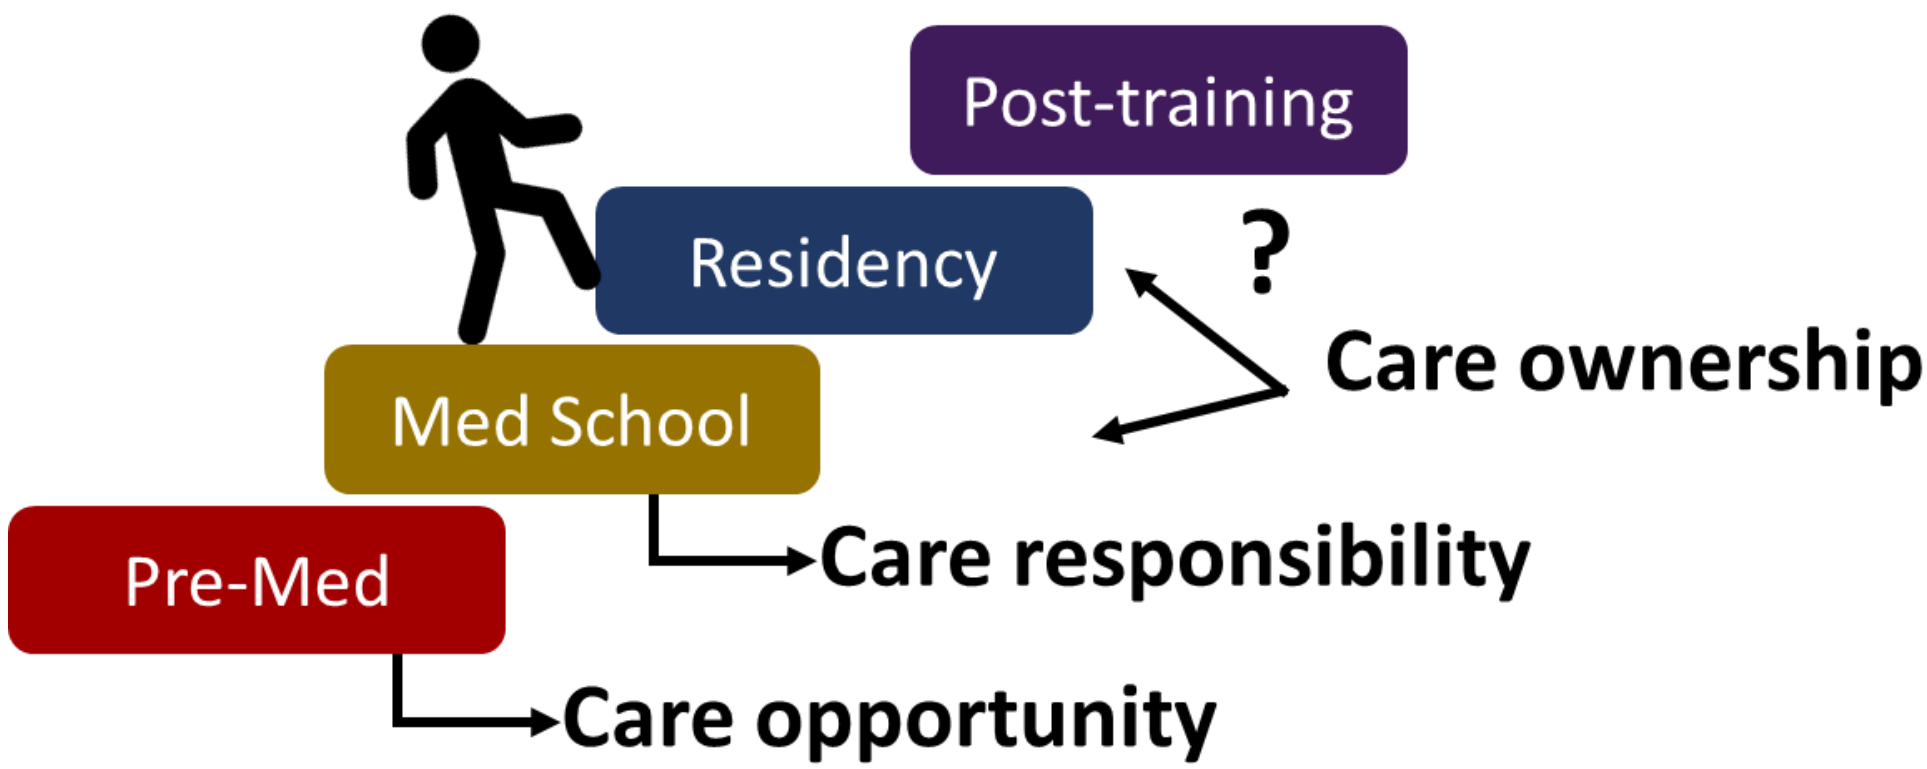 Post-training
Residency
?
Care ownership
Med School
Care responsibility
Pre-Med
Care opportunity